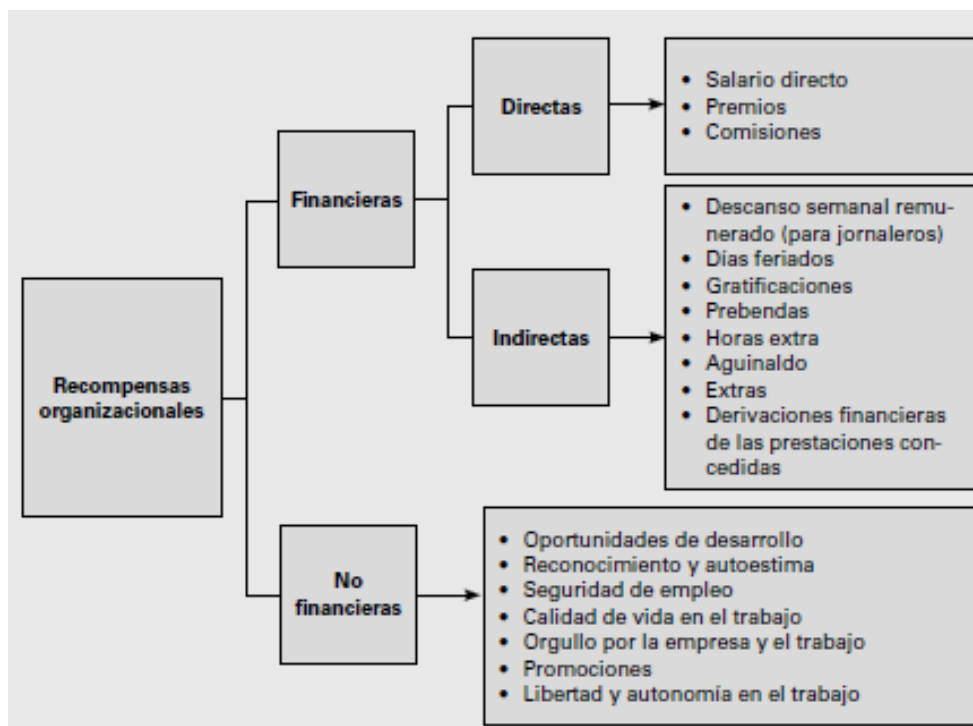 Recompensas
organizacionales
Financieras
Directas
• Salario directo
• Premios
• Comisiones
Indirectas
• Descanso semanal remu-
nerado (para jornaleros)
• Días feriados
• Gratificaciones
• Prebendas
• Horas extra
• Aguinaldo
• Extras
• Derivaciones financieras
de las prestaciones con-
cedidas
No
financieras
• Oportunidades de desarrollo
• Reconocimiento y autoestima
• Seguridad de empleo
• Calidad de vida en el trabajo
• Orgullo por la empresa y el trabajo
• Promociones
• Libertad y autonomía en el trabajo